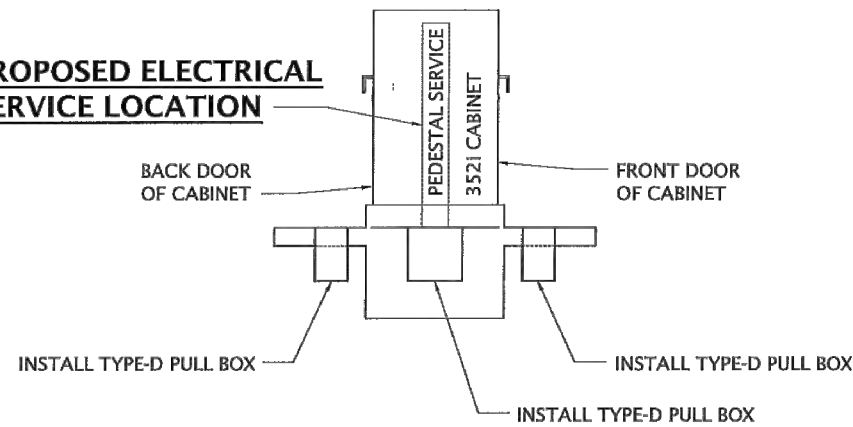 ROPOSED ELECTRICAL
ERVICE LOCATION
PEDESTAL SERVICE
352i CABINET
BACK DOOR
OF CABINET
FRONT DOOR
OF CABINET
INSTALL TYPE-D PULL BOX
INSTALL TYPE-D PULL BOX
INSTALL TYPE-D PULL BOX